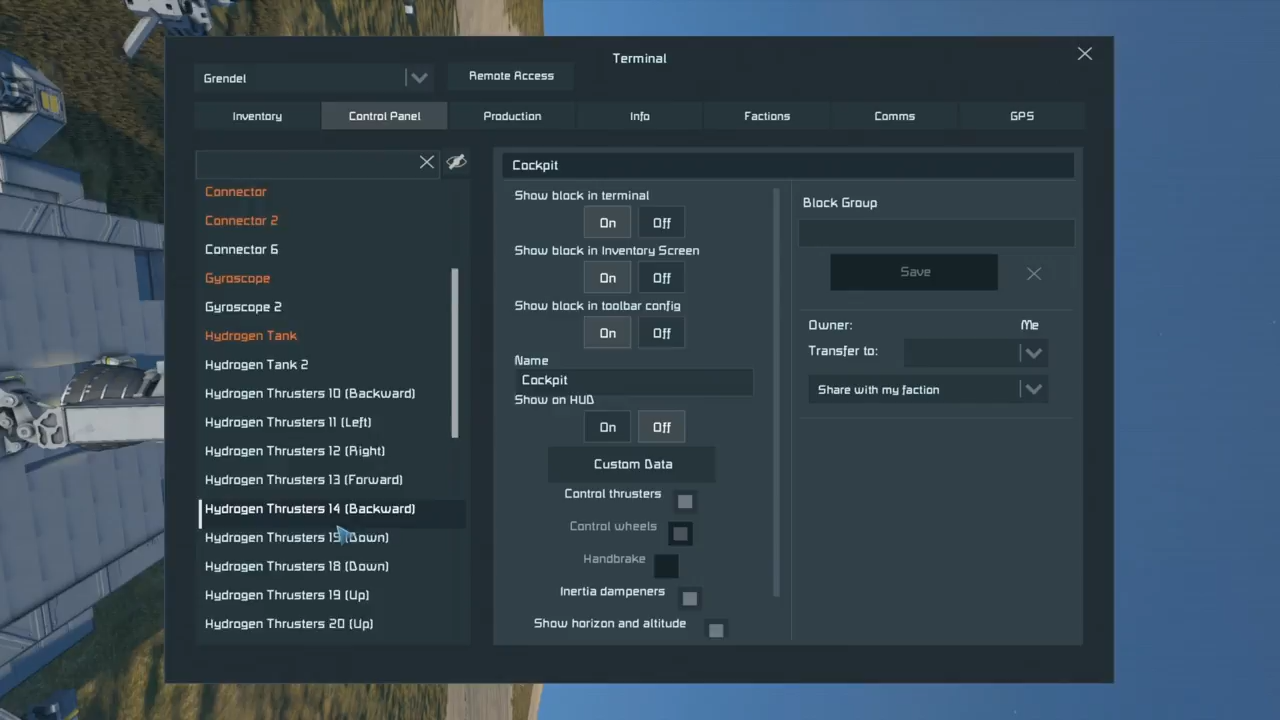 Terminal
Grendel
Remote Access
Inventory
Control Panel
Production
Info
Factions
Comms
GPS
Connector
Connector 2
Connector 6
Gyroscope
Gyroscope 2
Hydrogen Tank
Hydrogen Tank 2
Hydrogen Thrusters 10 (Backward)
Hydrogen Thrusters 11 (Left)
Hydrogen Thrusters 12 (Right)
Hydrogen Thrusters 13 (Forward)
Hydrogen Thrusters 14 (Backward)
Hydrogen Thrusters
Hydrogen Thrusters 18 (Down)
Hydrogen Thrusters 19 (Up)
Hydrogen Thrusters 20 (Up)
Cockpit
Show block in terminal
On Off
Show block in Inventory Screen
On Off
Show block in toolbar config
On Off
Name
Cockpit
Show on HUD
On Off
Custom Data
Control thrusters
Control wheels
Handbrake
Inertia dampeners
Show horizon and altitude
Block Group
Save
Owner: Me
Transfer to:
Share with my faction